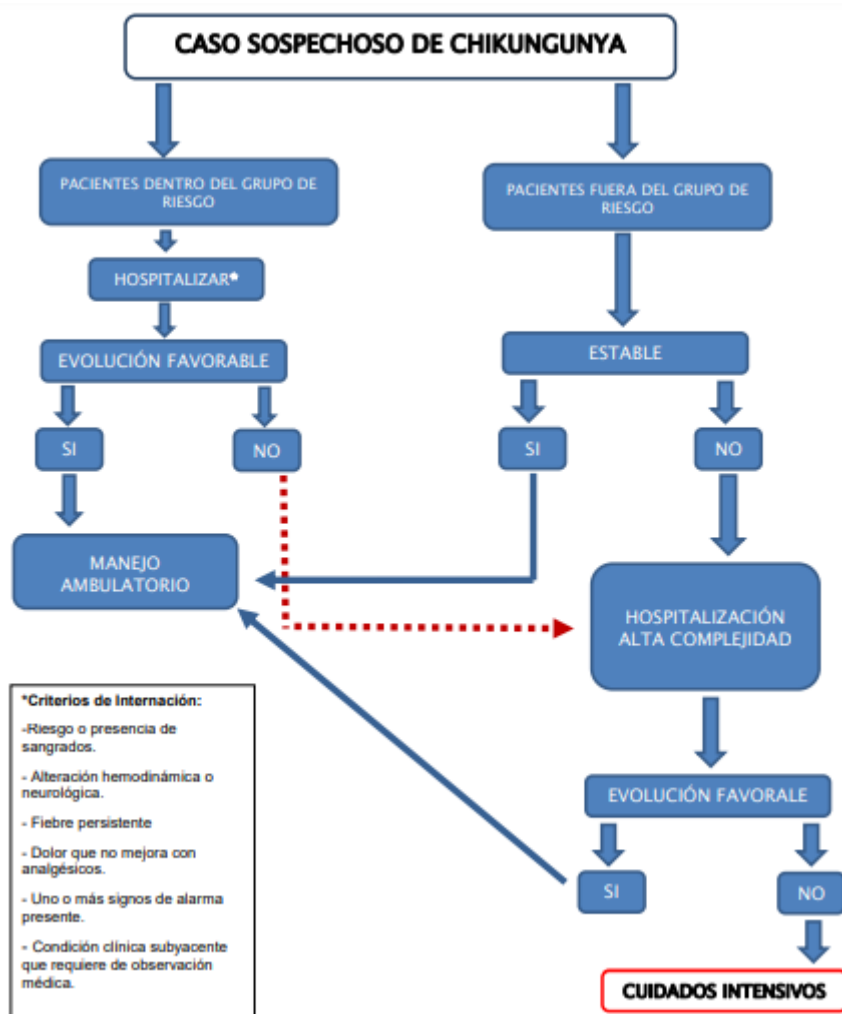 CASO SOSPECHOSO DE CHIKUNGUNYA
PACIENTES DENTRO DEL GRUPO DE
RIESGO
PACIENTES FUERA DEL GRUPO DE
RIESGO
HOSPITALIZAR*
EVOLUCIÓN FAVORABLE
ESTABLE
SI
NO
SI
NO
MANEJO
AMBULATORIO
HOSPITALIZACIÓN
ALTA COMPLEJIDAD
*Criterios de Internación:
-Riesgo o presencia de
sangrados.
- Alteración hemodinámica o
neurológica.
- Fiebre persistente
- Dolor que no mejora con
analgésicos.
- Uno o más signos de alarma
presente.
- Condición clínica subyacente
que requiere de observación
médica.
EVOLUCIÓN FAVORALE
SI
NO
CUIDADOS INTENSIVOS